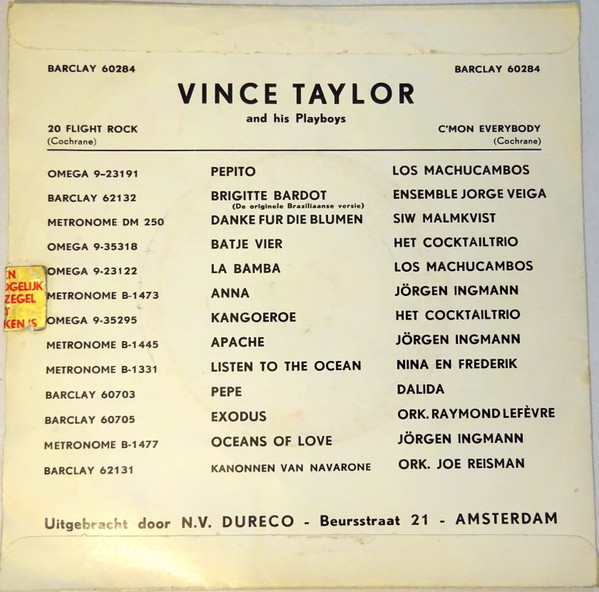 BARCLAY 60284 BARCLAY 60284
VINCE TAYLOR
and his Playboys
20 FLIGHT ROCK C'MON EVERYBODY
(Cochrane) (Cochrane)
OMEGA 9-23191 PEPITO LOS MACHUCAMBOS
BARCLAY 62132 BRIGITTE BARDOT ENSEMBLE JORGE VEIGA
(De originele Braziliaanse versie)
METRONOME DM 250 DANKE FUR DIE BLUMEN SIW MALMKVIST
OMEGA 9-35318 BATJE VIER HET COCKTAILTRIO
OMEGA 9-23122 LA BAMBA LOS MACHUCAMBOS
METRONOME B-1473 ANNA JÖRGEN INGMANN
OMEGA 9-35295 KANGOEROE HET COCKTAILTRIO
METRONOME B-1445 APACHE JÖRGEN INGMANN
METRONOME B-1331 LISTEN TO THE OCEAN NINA EN FREDERIK
BARCLAY 60703 PEPE DALIDA
BARCLAY 60705 EXODUS ORK. RAYMOND LEFÈVRE
METRONOME B-1477 OCEANS OF LOVE JÖRGEN INGMANN
BARCLAY 62131 KANONNEN VAN NAVARONE ORK. JOE REISMAN
Uitgebracht door N.V. DURECO - Beursstraat 21 - AMSTERDAM
EN
OGELIJK
ZEGEL
T
KEN 'S